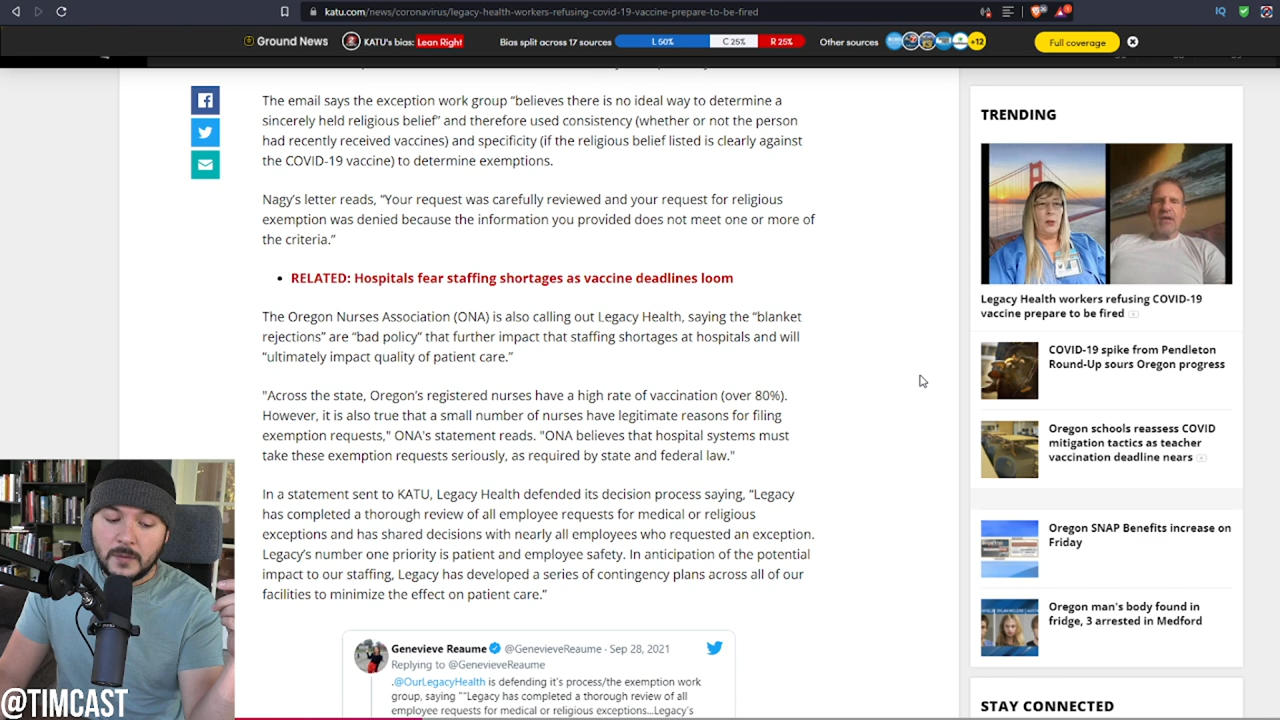 katu.com/news/coronavirus/legacy-health-workers-refusing-covid-19-vaccine-prepare-to-be-fired
Ground News
KATU's bias: Lean Right
Bias split across 17 sources
L 50%
C 25%
R 25%
Other sources
+12
Full coverage
The email says the exception work group “believes there is no ideal way to determine a
sincerely held religious belief” and therefore used consistency (whether or not the person
had recently received vaccines) and specificity (if the religious belief listed is clearly against
the COVID-19 vaccine) to determine exemptions.
Nagy’s letter reads, “Your request was carefully reviewed and your request for religious
exemption was denied because the information you provided does not meet one or more of
the criteria.”
RELATED: Hospitals fear staffing shortages as vaccine deadlines loom
The Oregon Nurses Association (ONA) is also calling out Legacy Health, saying the “blanket
rejections” are “bad policy” that further impact that staffing shortages at hospitals and will
“ultimately impact quality of patient care.”
"Across the state, Oregon’s registered nurses have a high rate of vaccination (over 80%).
However, it is also true that a small number of nurses have legitimate reasons for filing
exemption requests," ONA's statement reads. "ONA believes that hospital systems must
take these exemption requests seriously, as required by state and federal law."
In a statement sent to KATU, Legacy Health defended its decision process saying, “Legacy
has completed a thorough review of all employee requests for medical or religious
exceptions and has shared decisions with nearly all employees who requested an exception.
Legacy's number one priority is patient and employee safety. In anticipation of the potential
impact to our staffing, Legacy has developed a series of contingency plans across all of our
facilities to minimize the effect on patient care.”
Genevieve Reaume @GenevieveReaume · Sep 28, 2021
Replying to @GenevieveReaume
.@OurLegacyHealth is defending it's process/the exemption work
group, saying ""Legacy has completed a thorough review of all
employee requests for medical or religious exceptions...Legacy's
TRENDING
Legacy Health workers refusing COVID-19
vaccine prepare to be fired
COVID-19 spike from Pendleton
Round-Up sours Oregon progress
Oregon schools reassess COVID
mitigation tactics as teacher
vaccination deadline nears
Oregon SNAP Benefits increase on
Friday
Oregon man's body found in
fridge, 3 arrested in Medford
STAY CONNECTED
@TIMCAST